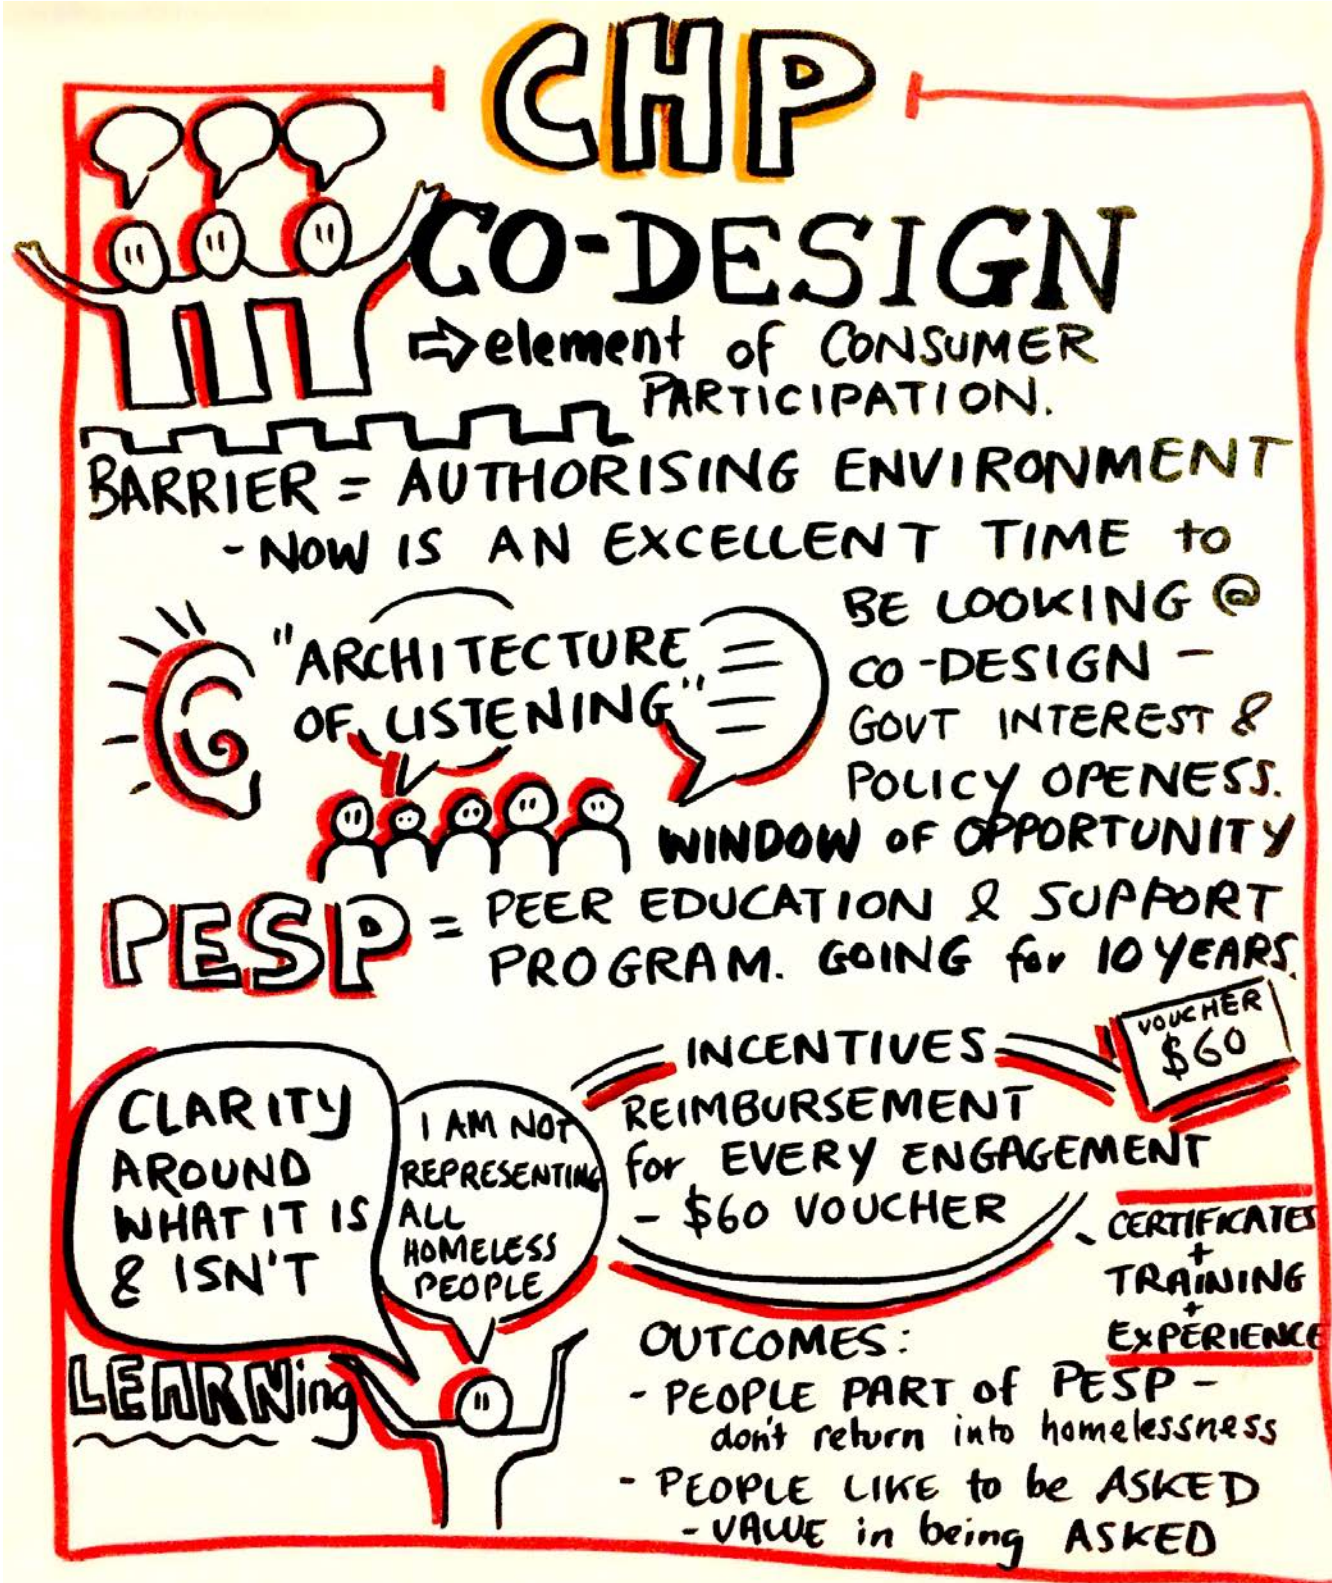 CHP
CO-DESIGN
⇨ element of CONSUMER
PARTICIPATION.
BARRIER = AUTHORISING ENVIRONMENT
- NOW IS AN EXCELLENT TIME to
BE LOOKING @
CO-DESIGN -
GOVT INTEREST &
POLICY OPENESS.
WINDOW OF OPPORTUNITY
"ARCHITECTURE
OF LISTENING"
PESP = PEER EDUCATION & SUPPORT
PROGRAM. GOING for 10 YEARS.
CLARITY
AROUND
WHAT IT IS
& ISN'T
I AM NOT
REPRESENTING
ALL
HOMELESS
PEOPLE
LEARNing
INCENTIVES
REIMBURSEMENT
for EVERY ENGAGEMENT
- $60 VOUCHER
VOUCHER
$60
CERTIFICATES
+
TRAINING
+
EXPERIENCE
OUTCOMES:
- PEOPLE PART of PESP -
don't return into homelessness
- PEOPLE LIKE to be ASKED
- VALUE in being ASKED